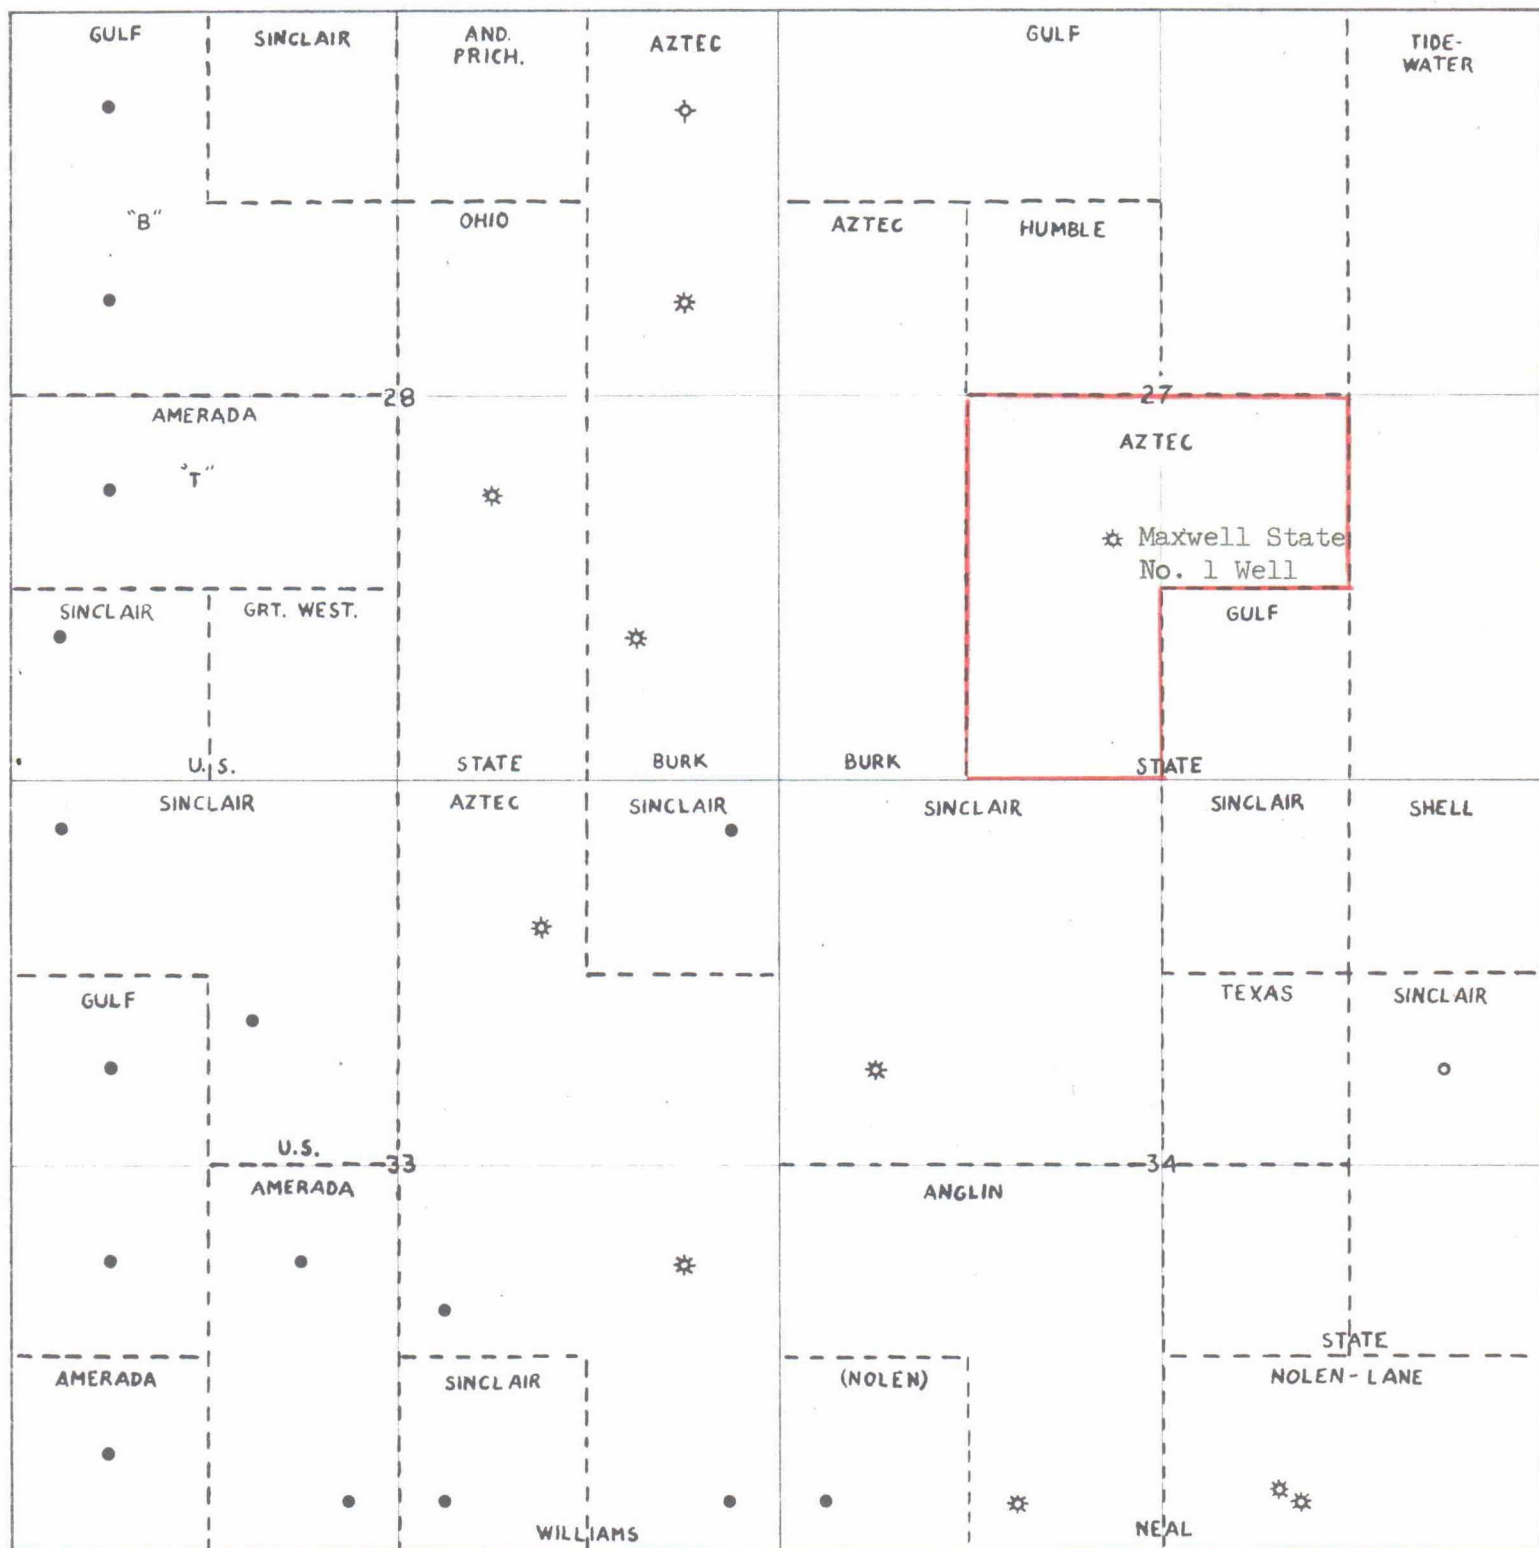 GULF
SINCLAIR
AND.
PRICH.
AZTEC
GULF
TIDE-
WATER
"B"
OHIO
AZTEC
HUMBLE
28
27
AMERADA
"T"
AZTEC
Maxwell State
No. 1 Well
SINCLAIR
GRT. WEST.
GULF
U.S.
STATE
BURK
BURK
STATE
SINCLAIR
AZTEC
SINCLAIR
SINCLAIR
SINCLAIR
SHELL
GULF
TEXAS
SINCLAIR
U.S.
33
34
AMERADA
ANGLIN
STATE
AMERADA
SINCLAIR
(NOLEN)
NOLEN-LANE
WILLIAMS
NEAL